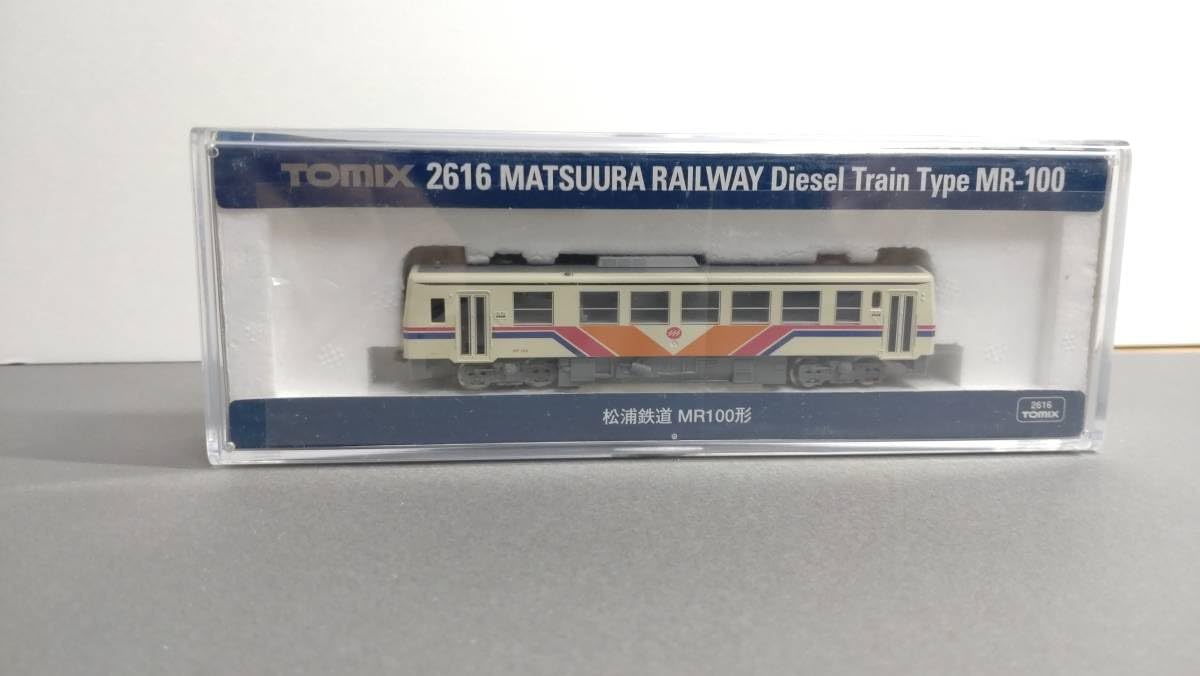 TOMIX 2616 MATSUURA RAILWAY Diesel Train Type MR-100
松浦鉄道 MR100形
2616
TOMIX